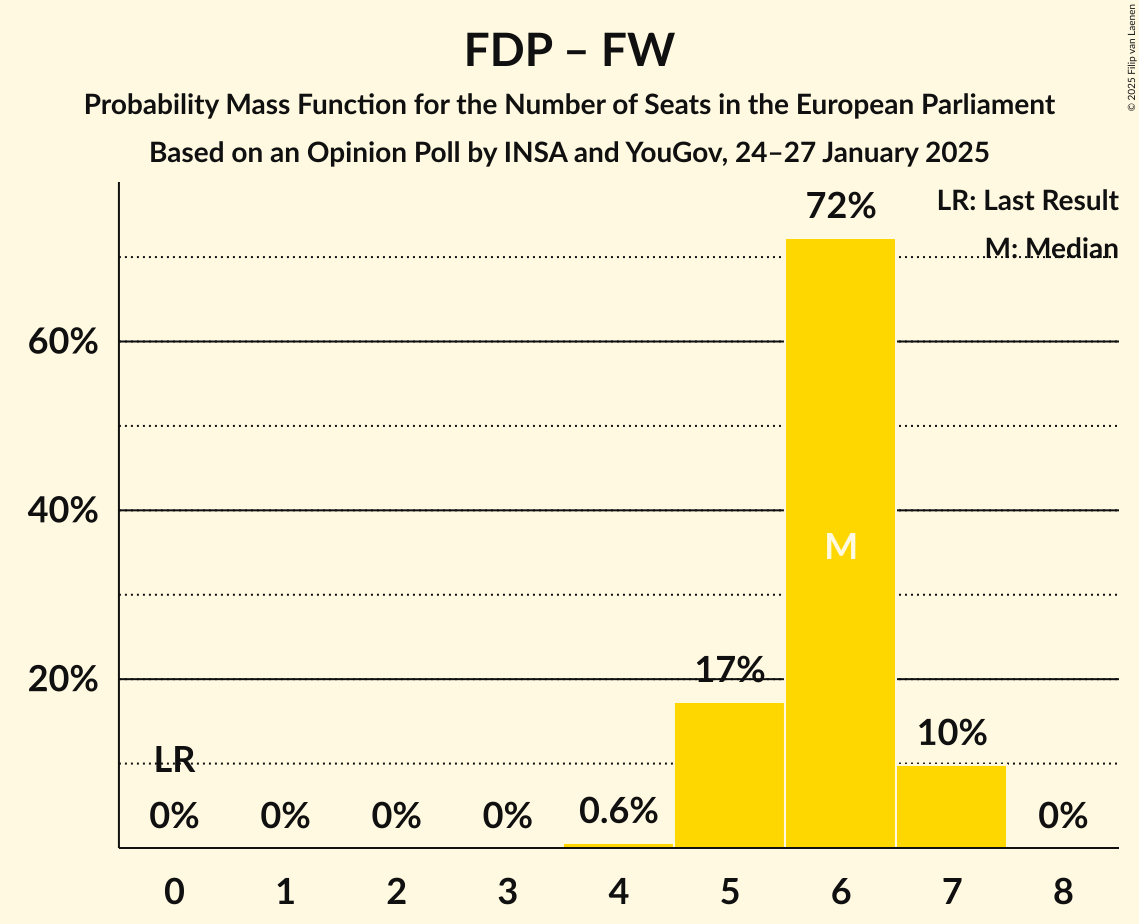 FDP – FW
Probability Mass Function for the Number of Seats in the European Parliament
Based on an Opinion Poll by INSA and YouGov, 24–27 January 2025
© 2025 Filip van Laenen
LR: Last Result
M: Median
72%
60%
40%
M
20%
17%
10%
LR
0%
0%
0%
0%
0.6%
0%
0 1 2 3 4 5 6 7 8